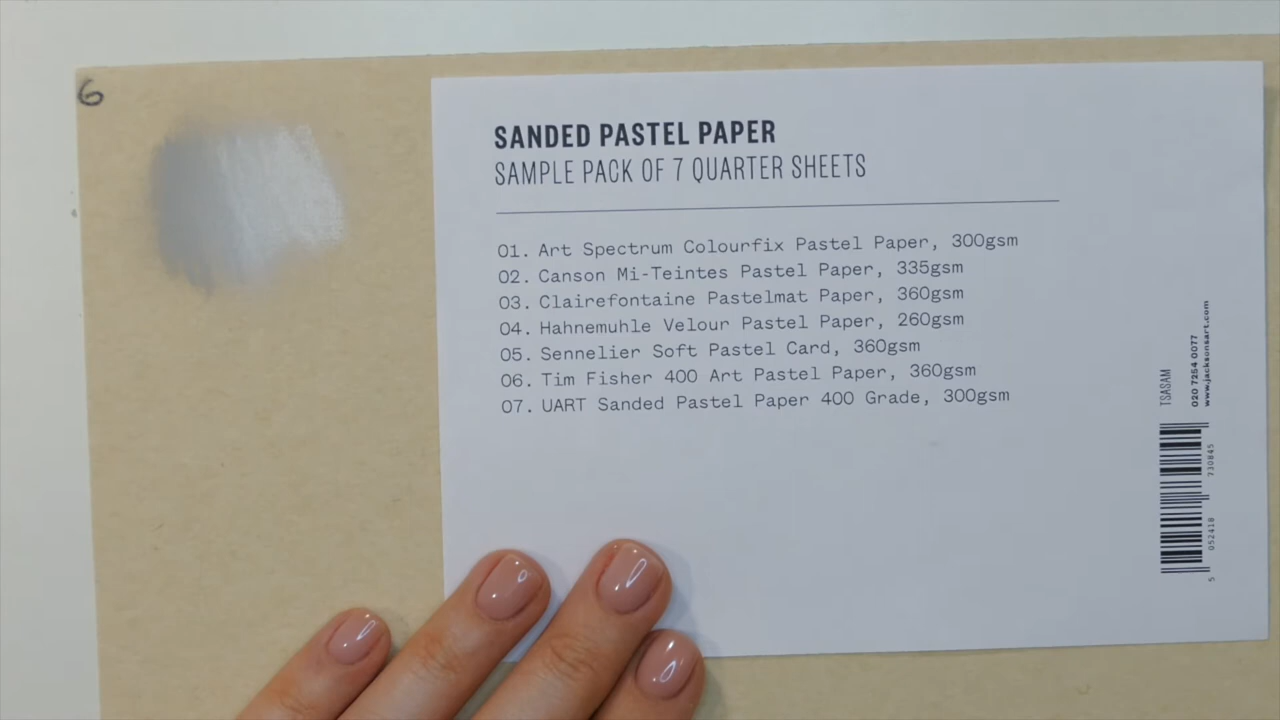 6
SANDED PASTEL PAPER
SAMPLE PACK OF 7 QUARTER SHEETS
01. Art Spectrum Colourfix Pastel Paper, 300gsm
02. Canson Mi-Teintes Pastel Paper, 335gsm
03. Clairefontaine Pastelmat Paper, 360gsm
04. Hahnemuhle Velour Pastel Paper, 260gsm
05. Sennelier Soft Pastel Card, 360gsm
06. Tim Fisher 400 Art Pastel Paper, 360gsm
07. UART Sanded Pastel Paper 400 Grade, 300gsm
TSASAM
020 7254 0077
www.jacksonsart.com
5 052418 730845